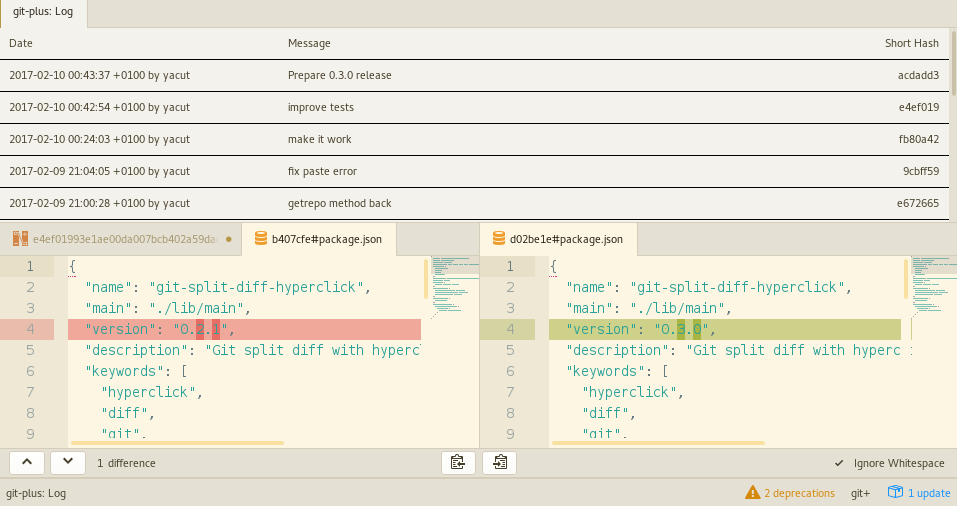 git-plus: Log
Date Message Short Hash
2017-02-10 00:43:37 +0100 by yacut Prepare 0.3.0 release acdadd3
2017-02-10 00:42:54 +0100 by yacut improve tests e4ef019
2017-02-10 00:24:03 +0100 by yacut make it work fb80a42
2017-02-09 21:04:05 +0100 by yacut fix paste error 9cbff59
2017-02-09 21:00:28 +0100 by yacut getrepo method back e672665
e4ef01993e1ae00da007bcb402a59da b407cfe#package.json
1 {
2 "name": "git-split-diff-hyperclick",
3 "main": "./lib/main",
4 "version": "0.2.1",
5 "description": "Git split diff with hypercl
6 "keywords": [
7 "hyperclick",
8 "diff",
9 "git",
d02be1e#package.json
1 {
2 "name": "git-split-diff-hyperclick",
3 "main": "./lib/main",
4 "version": "0.3.0",
5 "description": "Git split diff with hyperc
6 "keywords": [
7 "hyperclick",
8 "diff",
9 "git",
1 difference Ignore Whitespace
git-plus: Log 2 deprecations git+ 1 update